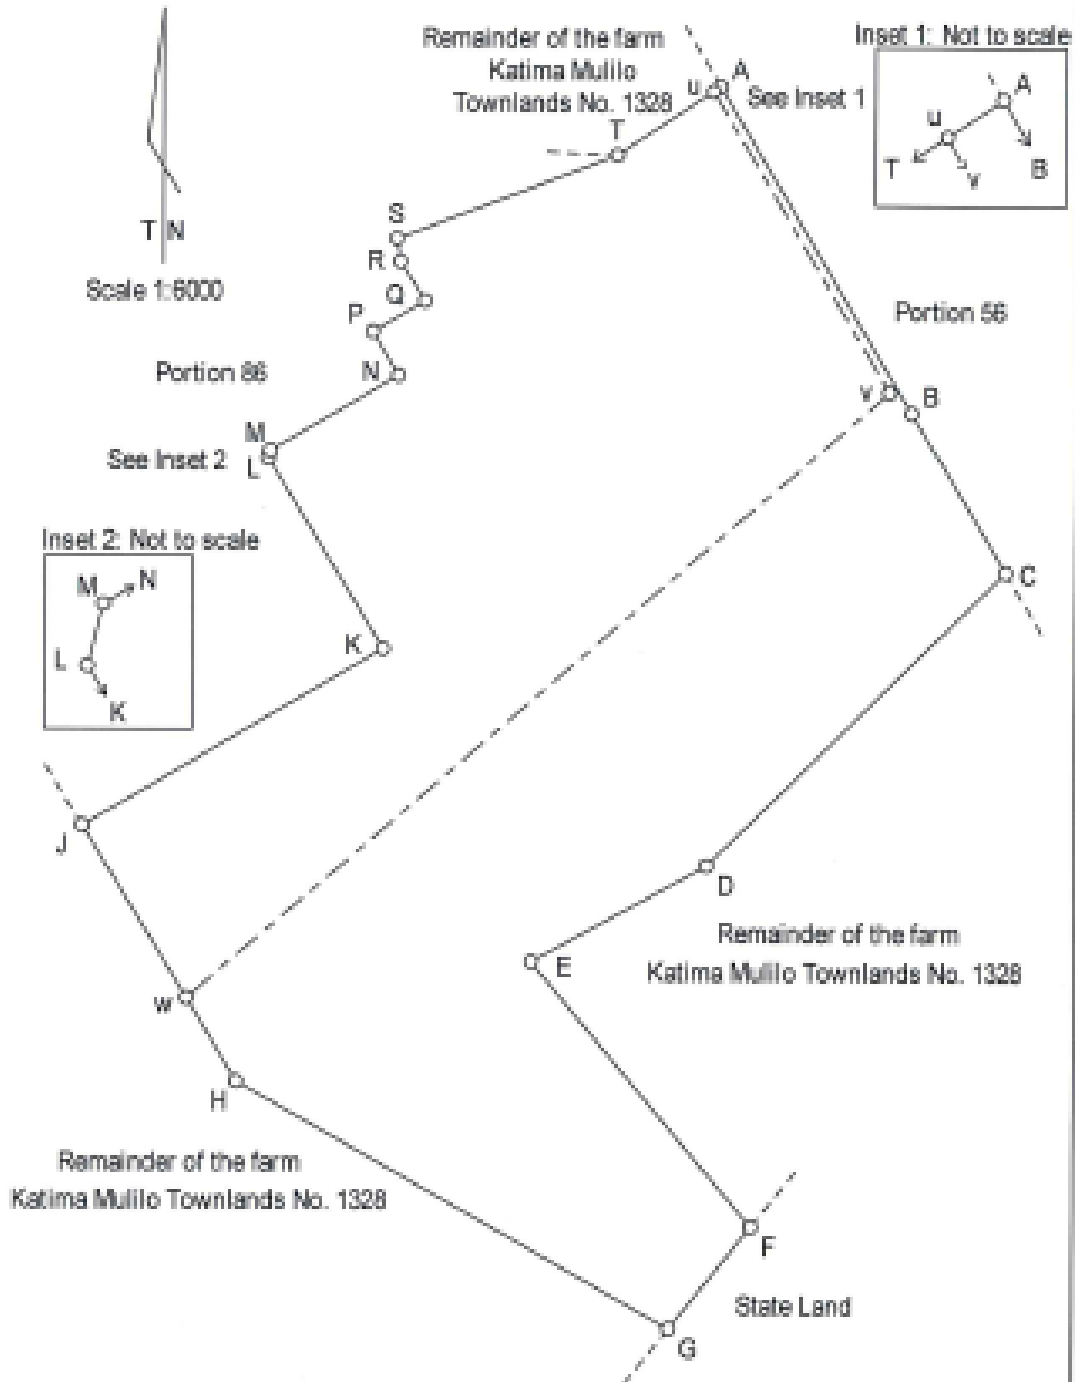 Remainder of the farm
Katima Mulilo
Townlands No. 1328
Inset 1: Not to scale
A
u
See Inset 1
A
u
T
v
B
T
S
R
Q
P
N
T N
Scale 1:6000
Portion 56
Portion 86
v
B
M
See Inset 2
L
Inset 2: Not to scale
M
N
L
K
C
K
J
D
Remainder of the farm
Katima Mulilo Townlands No. 1328
E
w
H
Remainder of the farm
Katima Mulilo Townlands No. 1328
F
State Land
G